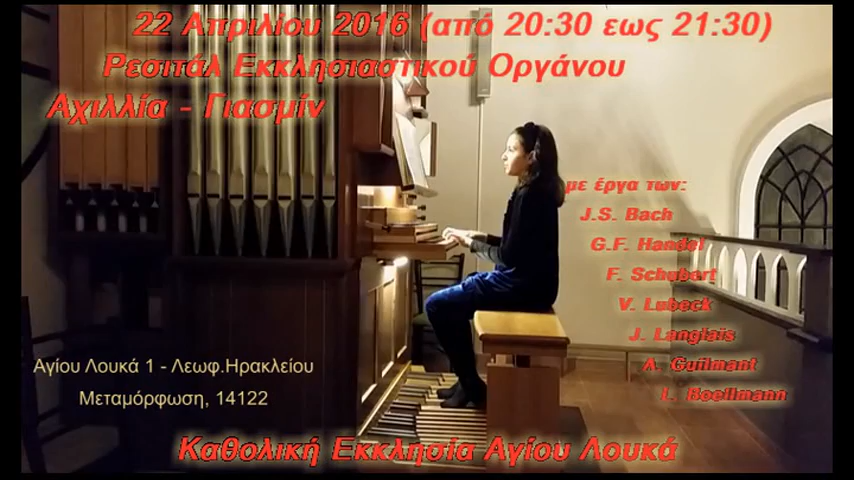 22 Απριλίου 2016 (από 20:30 εως 21:30)
Ρεσιτάλ Εκκλησιαστικού Οργάνου
Αχιλλία - Γιασμίν
με έργα των:
J.S. Bach
G.F. Handel
F. Schubert
V. Lubeck
J. Langlais
A. Guilmant
L. Boellmann
Αγίου Λουκά 1 - Λεωφ.Ηρακλείου
Μεταμόρφωση, 14122
Καθολική Εκκλησία Αγίου Λουκά